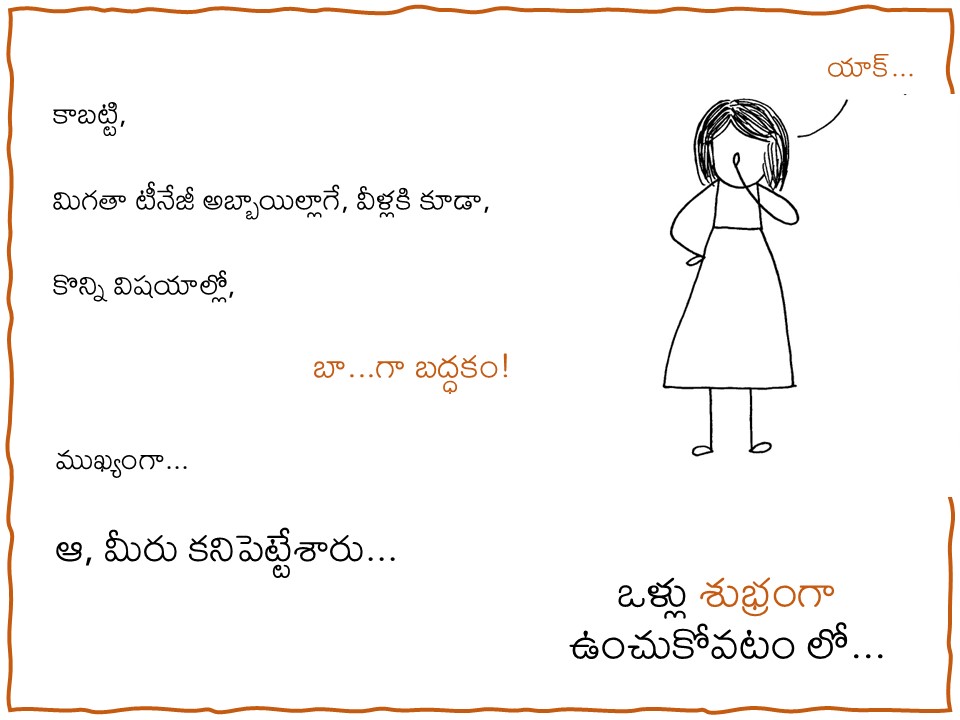 యాక్...
కాబట్టి,
మిగతా టీనేజీ అబ్బాయిల్లాగే, వీళ్లకి కూడా,
కొన్ని విషయాల్లో,
బా...గా బద్ధకం!
ముఖ్యంగా...
ఆ, మీరు కనిపెట్టేశారు...
ఒళ్లు శుభ్రంగా
ఉంచుకోవటం లో...